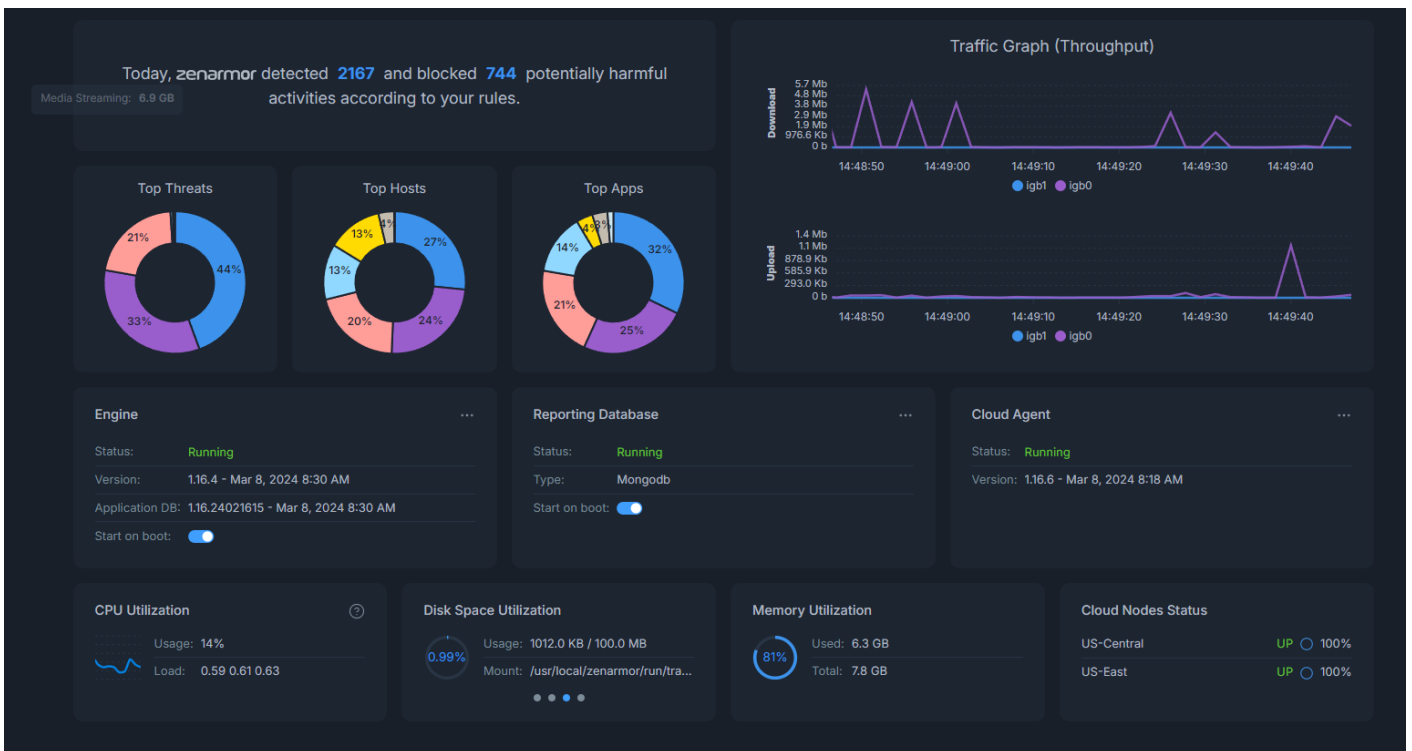 Today, zenarmor detected 2167 and blocked 744 potentially harmful
activities according to your rules.
Media Streaming: 6.9 GB
Traffic Graph (Throughput)
Download
5.7 Mb
4.8 Mb
3.8 Mb
2.9 Mb
1.9 Mb
976.6 Kb
0 b
14:48:50 14:49:00 14:49:10 14:49:20 14:49:30 14:49:40
igb1 igb0
Upload
1.4 Mb
1.1 Mb
878.9 Kb
585.9 Kb
293.0 Kb
0 b
14:48:50 14:49:00 14:49:10 14:49:20 14:49:30 14:49:40
igb1 igb0
Top Threats
21%
44%
33%
Top Hosts
4%
13%
27%
13%
20%
24%
Top Apps
4%
3%
14%
32%
21%
25%
Engine
Status: Running
Version: 1.16.4 - Mar 8, 2024 8:30 AM
Application DB: 1.16.24021615 - Mar 8, 2024 8:30 AM
Start on boot:
Reporting Database
Status: Running
Type: Mongodb
Start on boot:
Cloud Agent
Status: Running
Version: 1.16.6 - Mar 8, 2024 8:18 AM
CPU Utilization
Usage: 14%
Load: 0.59 0.61 0.63
Disk Space Utilization
0.99%
Usage: 1012.0 KB / 100.0 MB
Mount: /usr/local/zenarmor/run/tra...
Memory Utilization
81%
Used: 6.3 GB
Total: 7.8 GB
Cloud Nodes Status
US-Central UP 100%
US-East UP 100%